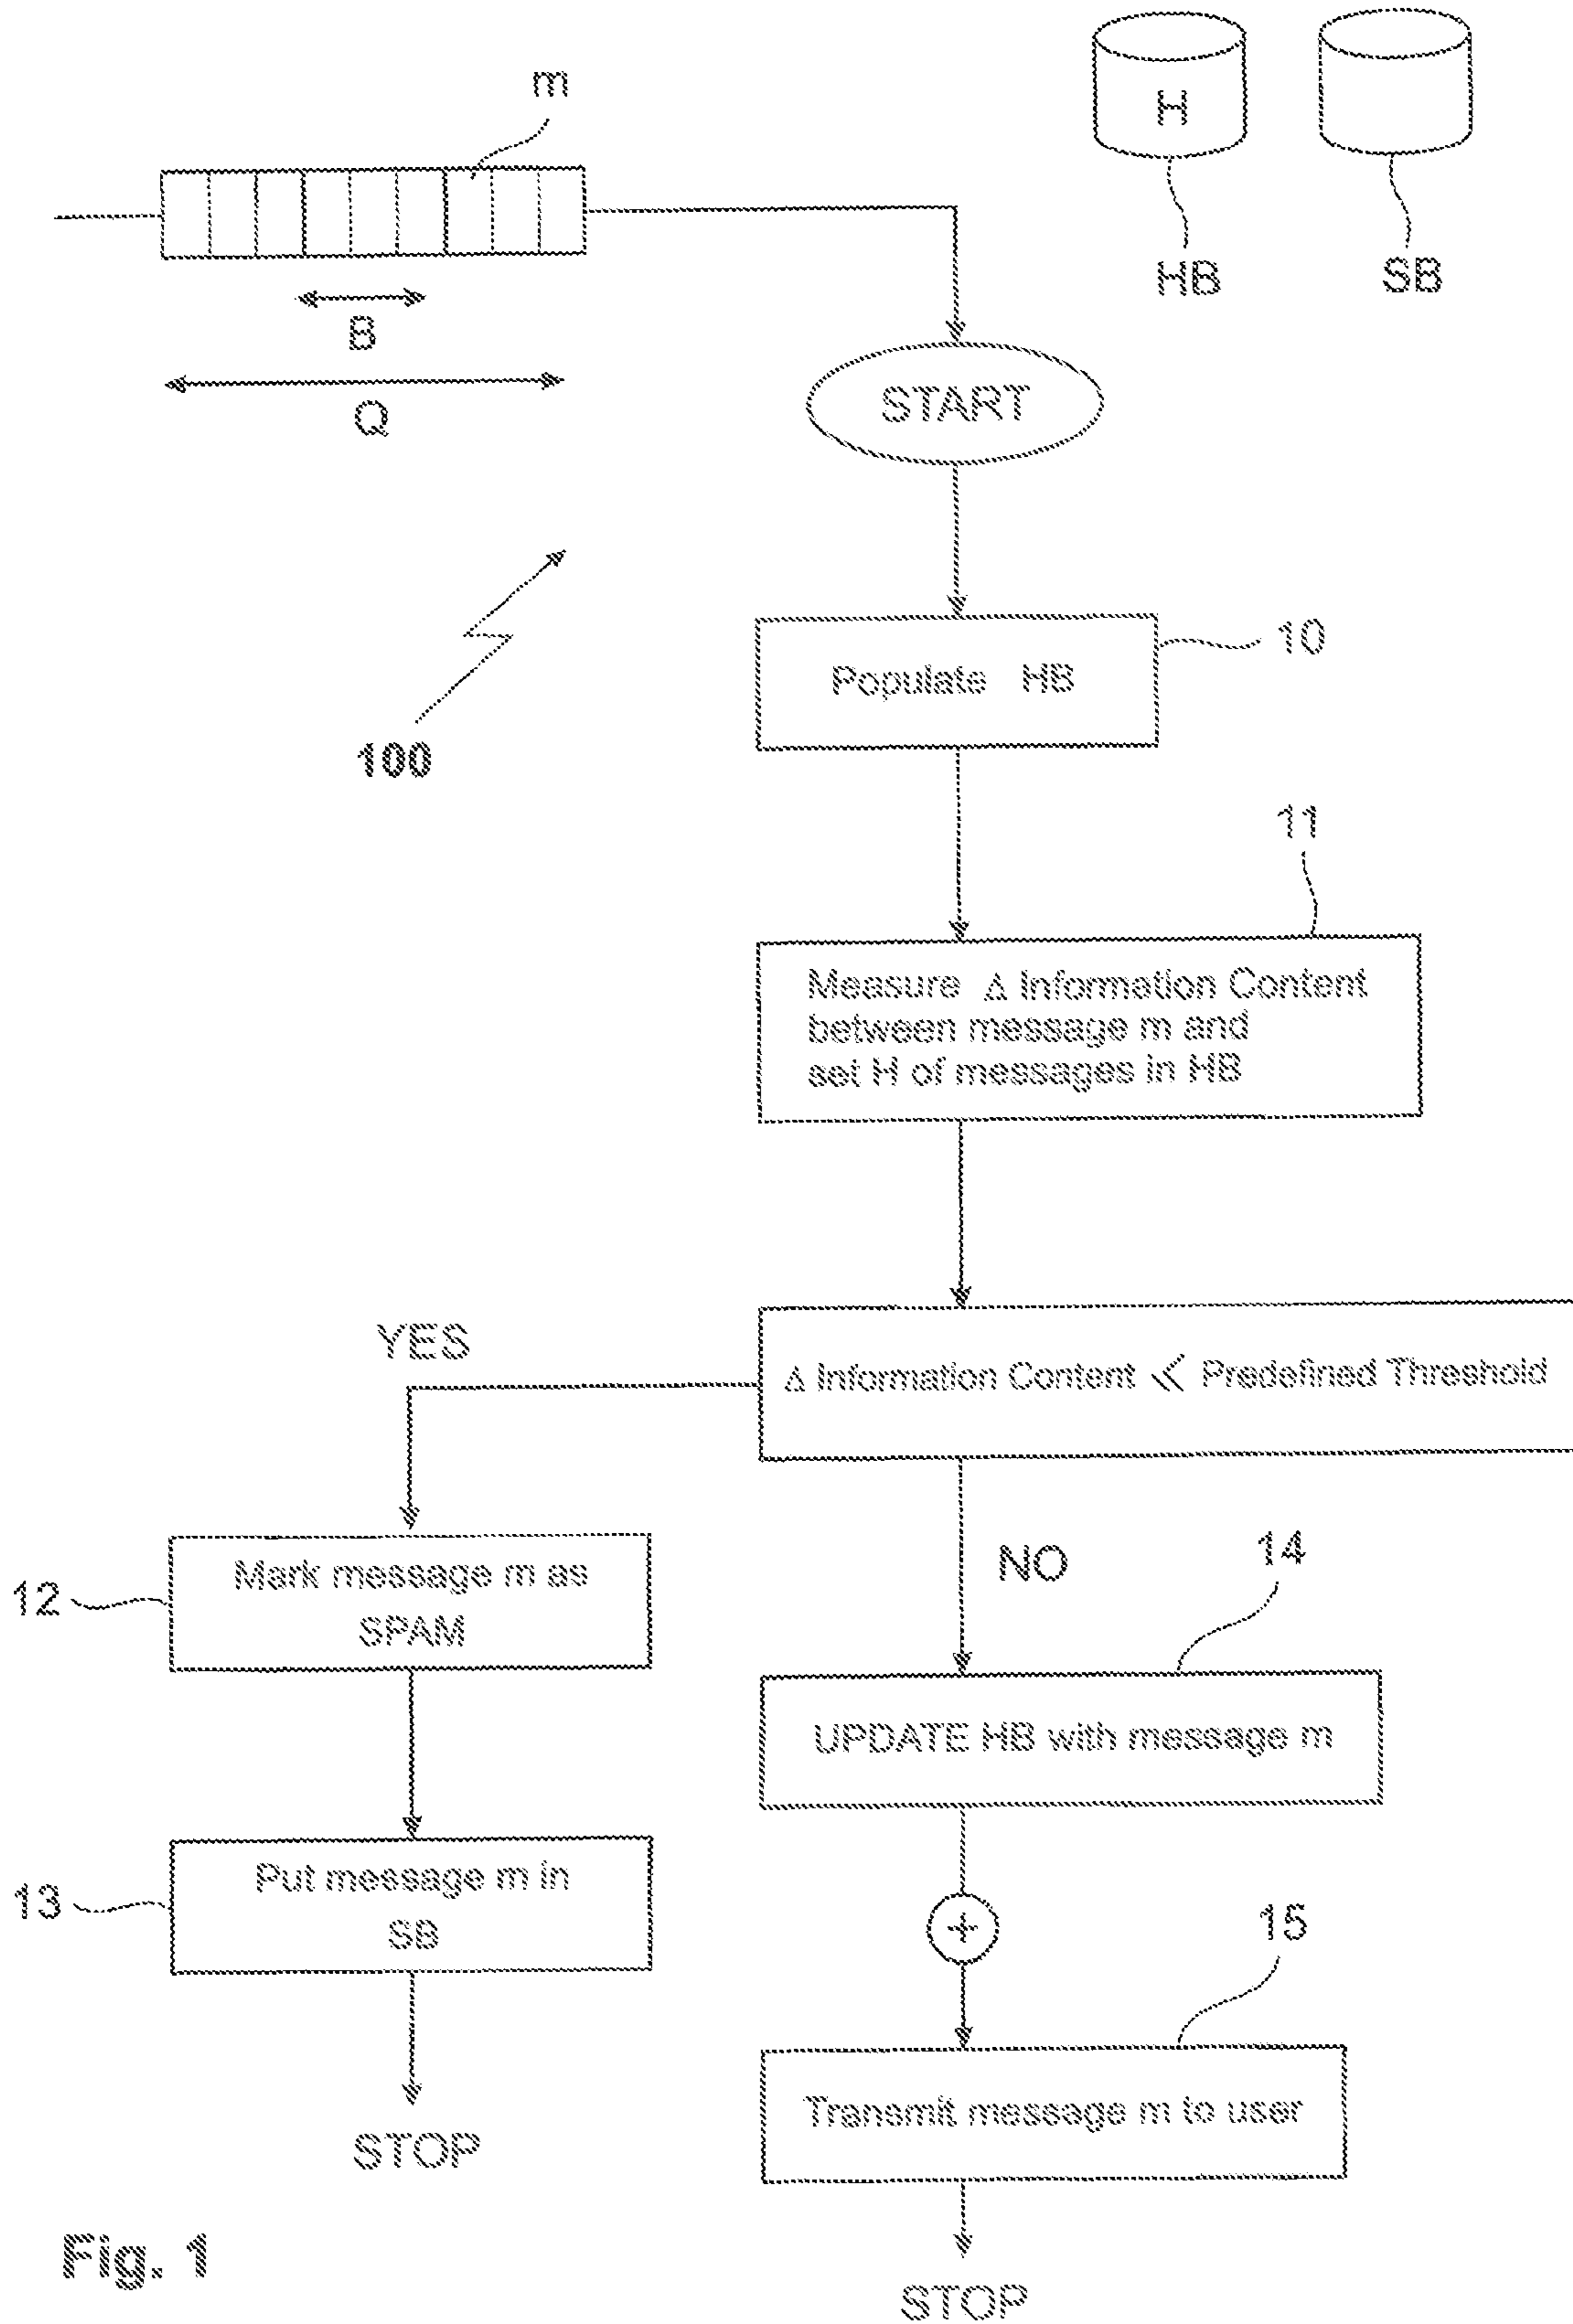 m
H
HB
SB
B
Q
START
100
Populate HB
10
11
Measure Δ Information Content
between message m and
set H of messages in HB
YES
Δ Information Content ≪ Predefined Threshold
12
Mark message m as
SPAM
NO
14
UPDATE HB with message m
13
Put message m in
SB
+
15
Transmit message m to user
STOP
STOP
Fig. 1